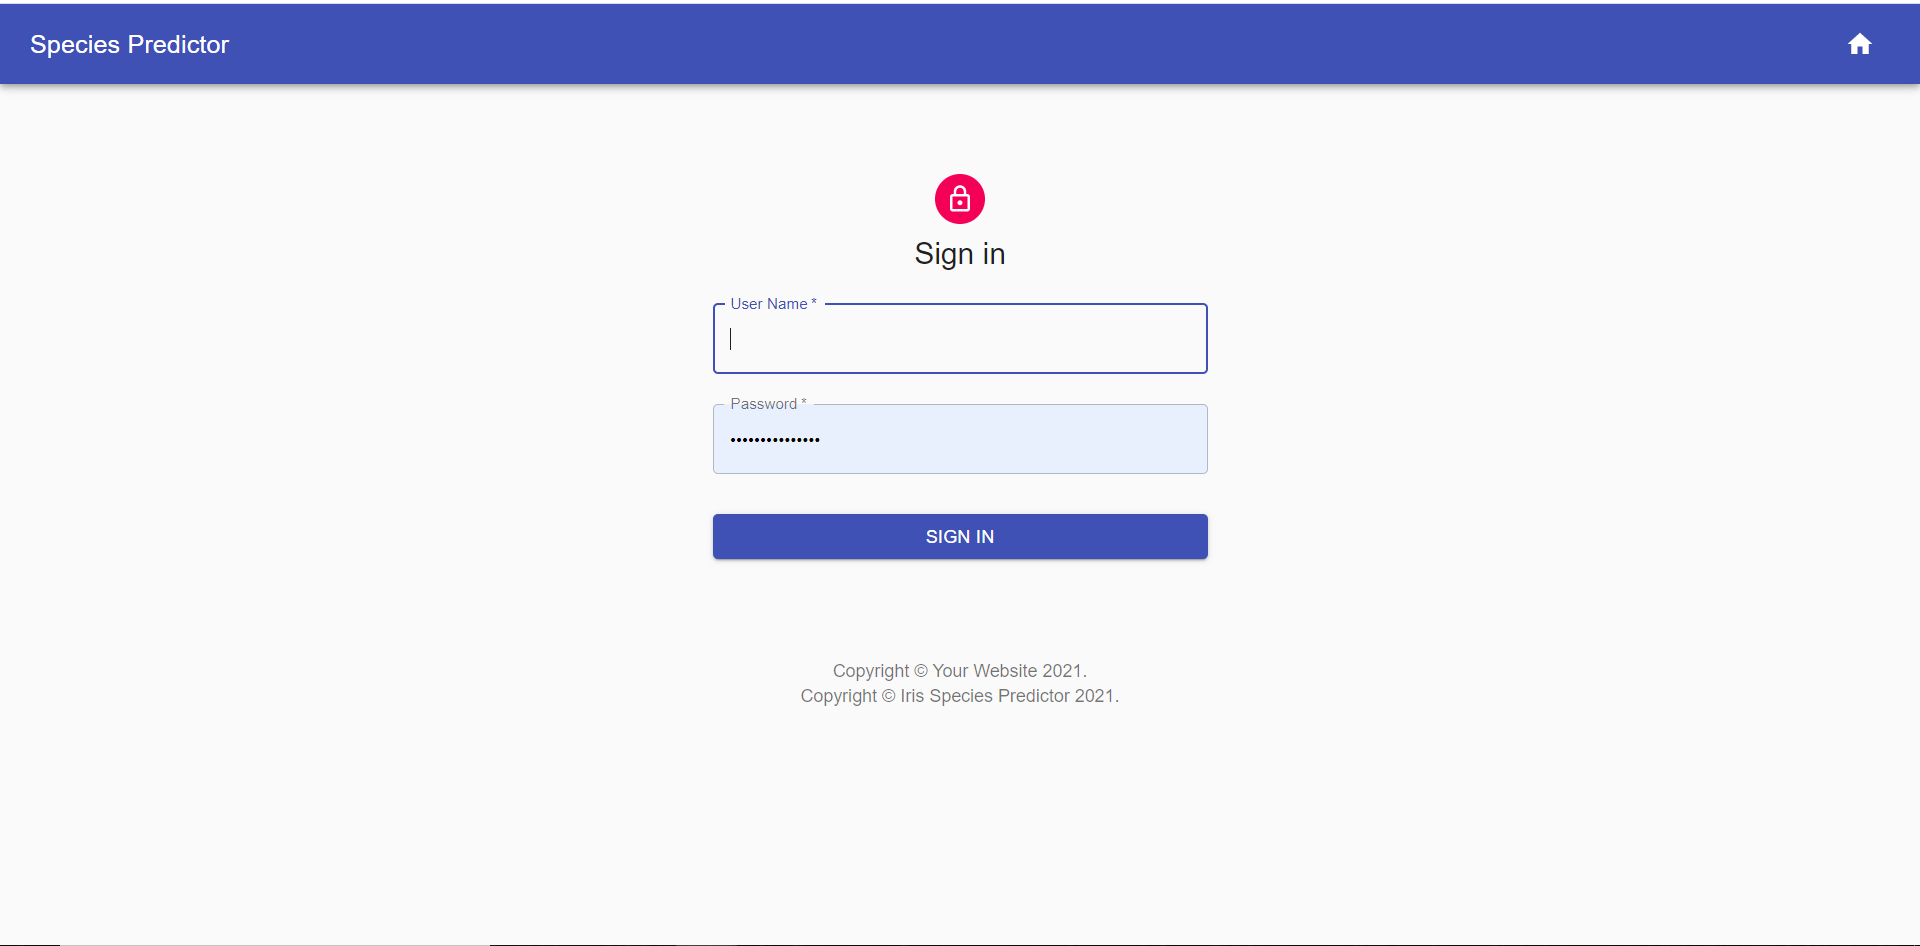 Species Predictor
Sign in
User Name *
Password *
•••••••••••••••
SIGN IN
Copyright © Your Website 2021.
Copyright © Iris Species Predictor 2021.